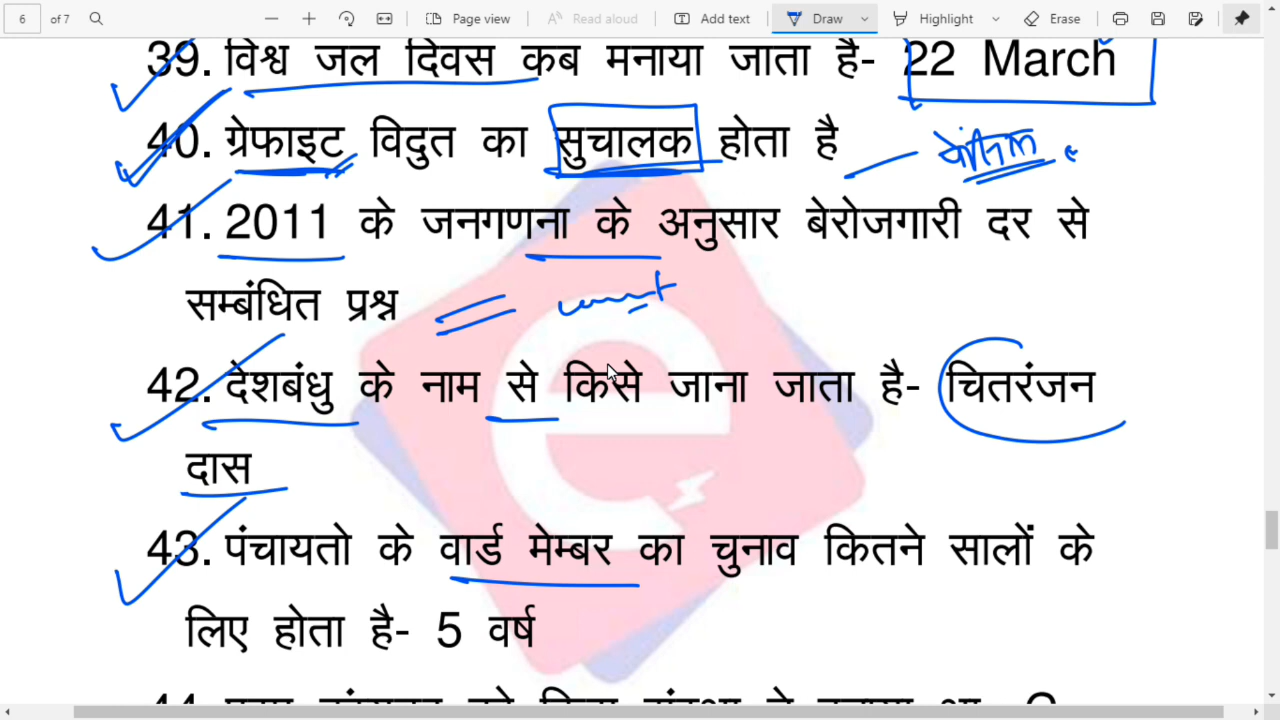 6 of 7 Page view Read aloud Add text Draw Highlight Erase
39. विश्व जल दिवस कब मनाया जाता है- 22 March
40. ग्रेफाइट विदुत का सुचालक होता है
41. 2011 के जनगणना के अनुसार बेरोजगारी दर से
सम्बंधित प्रश्न
42. देशबंधु के नाम से किसे जाना जाता है- चितरंजन
दास
43. पंचायतो के वार्ड मेम्बर का चुनाव कितने सालों के
लिए होता है- 5 वर्ष